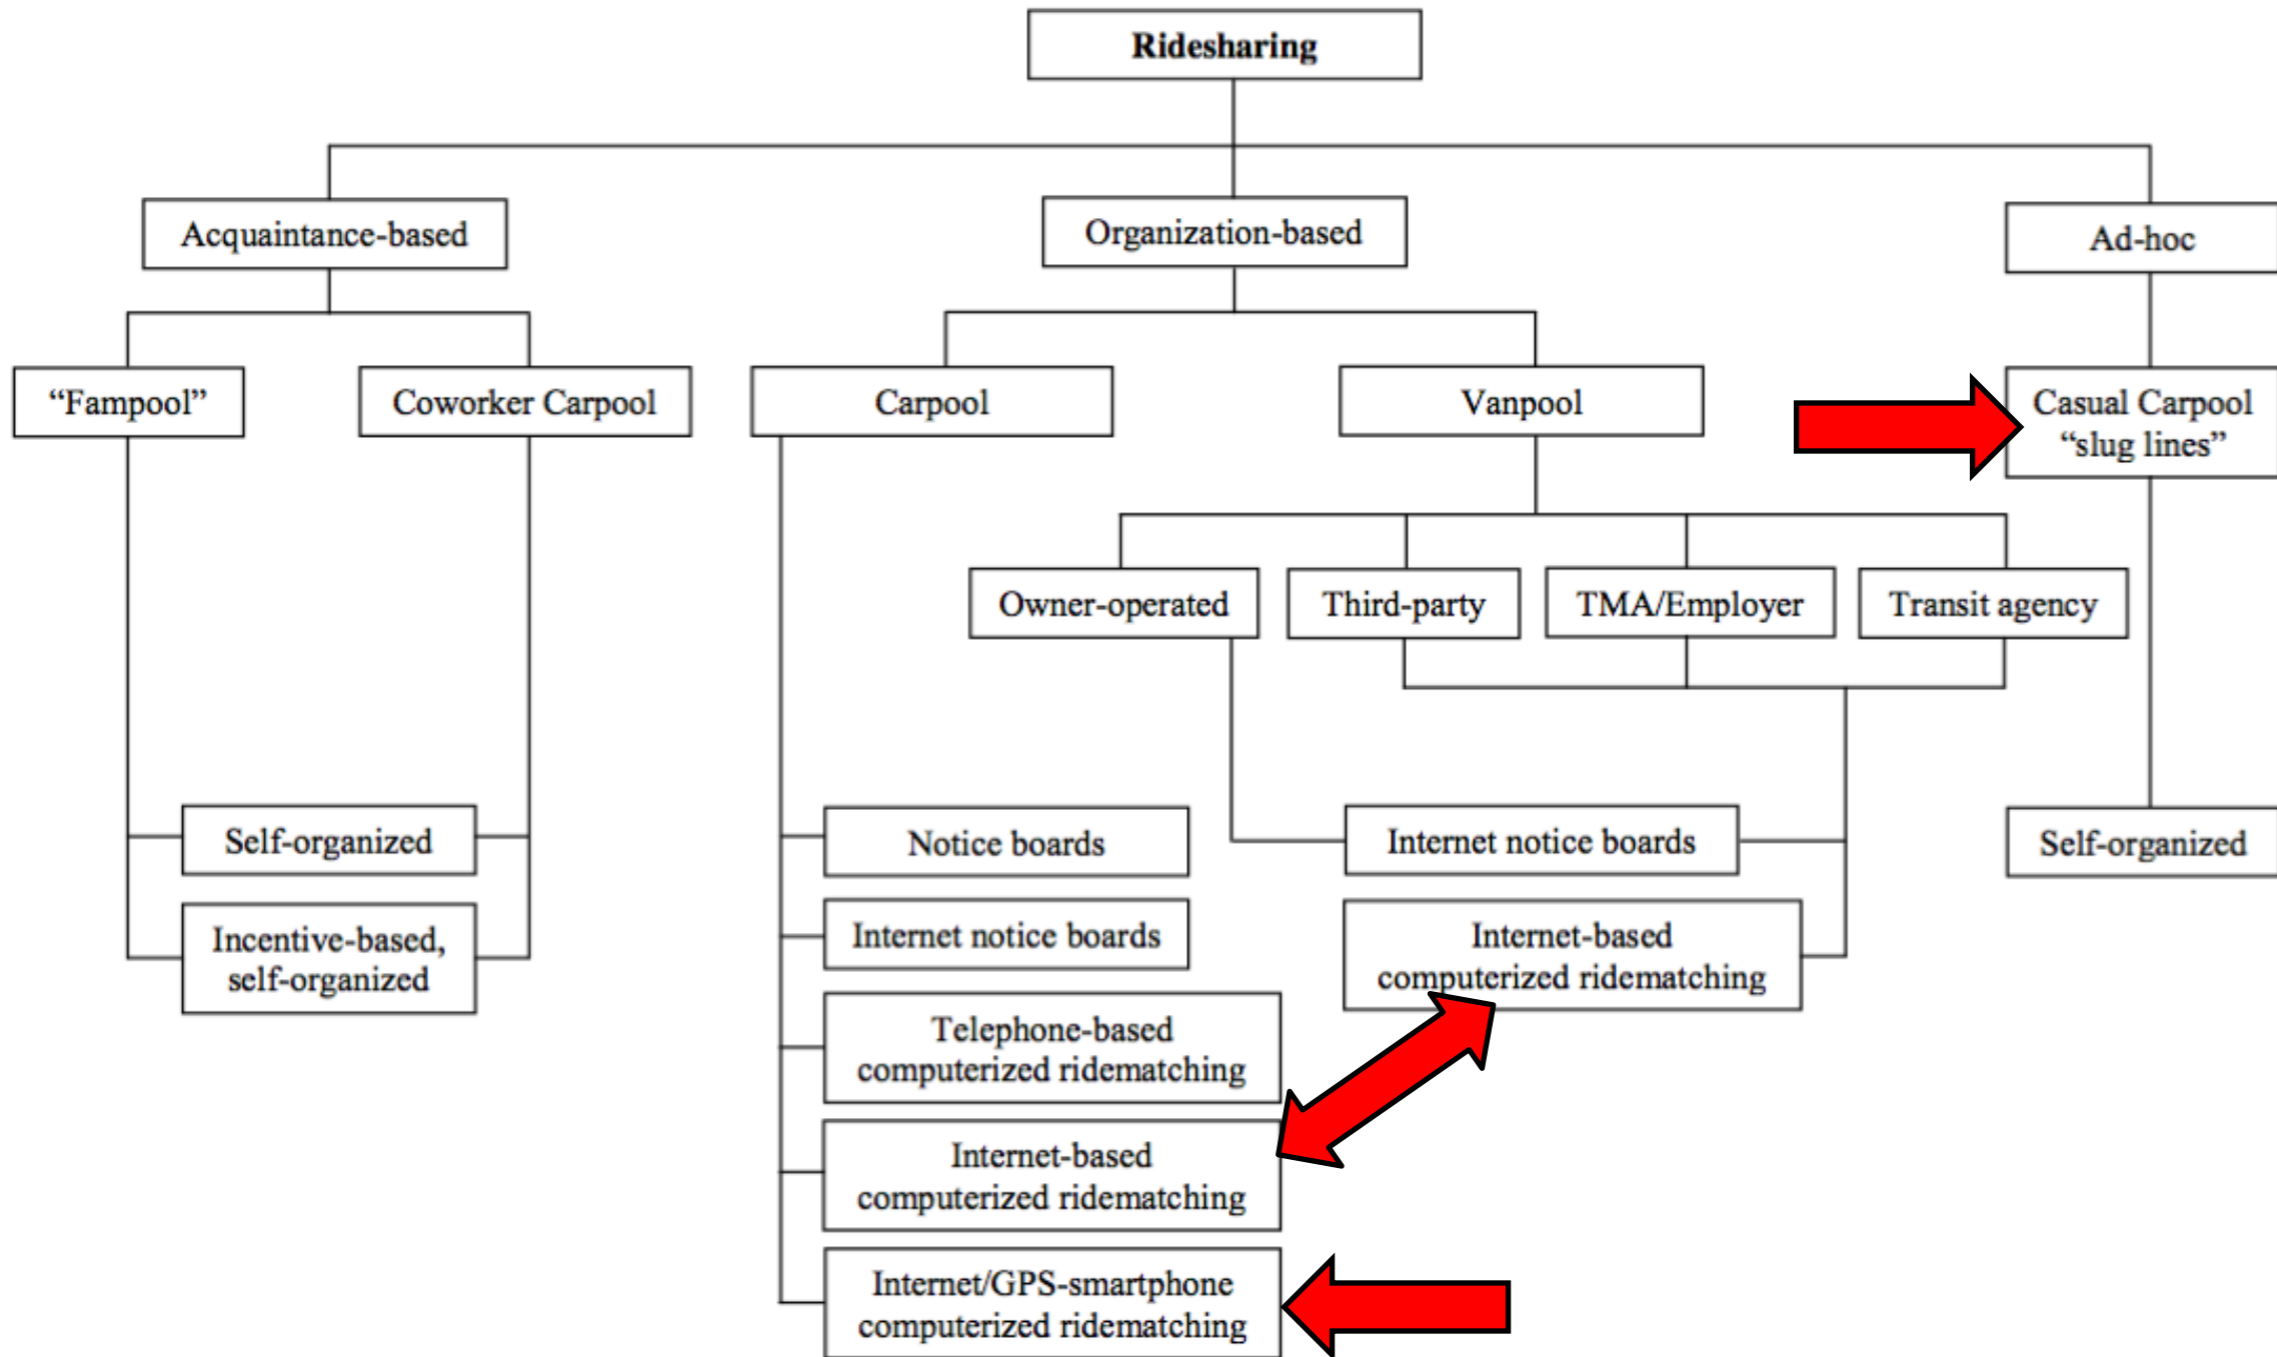 Ridesharing
Acquaintance-based
Organization-based
Ad-hoc
“Fampool”
Coworker Carpool
Carpool
Vanpool
Casual Carpool
“slug lines”
Owner-operated
Third-party
TMA/Employer
Transit agency
Self-organized
Incentive-based,
self-organized
Notice boards
Internet notice boards
Telephone-based
computerized ridematching
Internet-based
computerized ridematching
Internet/GPS-smartphone
computerized ridematching
Internet notice boards
Internet-based
computerized ridematching
Self-organized